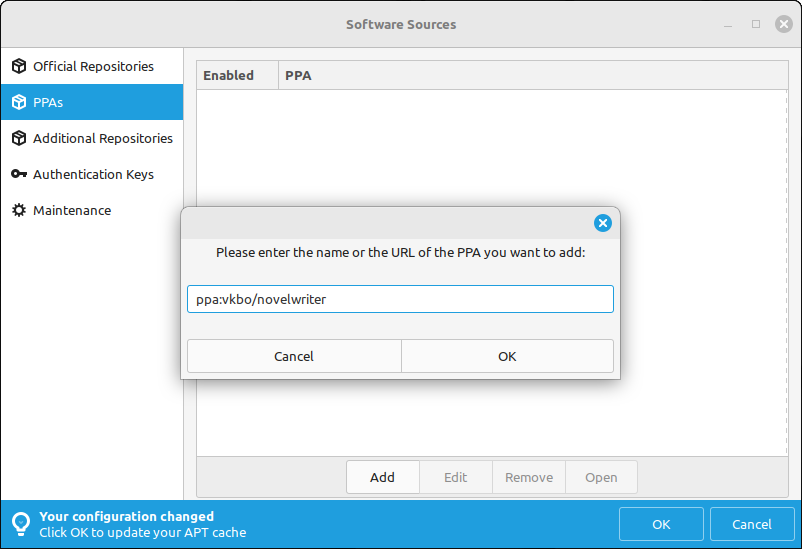 Software Sources
Official Repositories
PPAs
Additional Repositories
Authentication Keys
Maintenance
Enabled PPA
Please enter the name or the URL of the PPA you want to add:
ppa:vkbo/novelwriter
Cancel OK
Add Edit Remove Open
Your configuration changed
Click OK to update your APT cache
OK Cancel